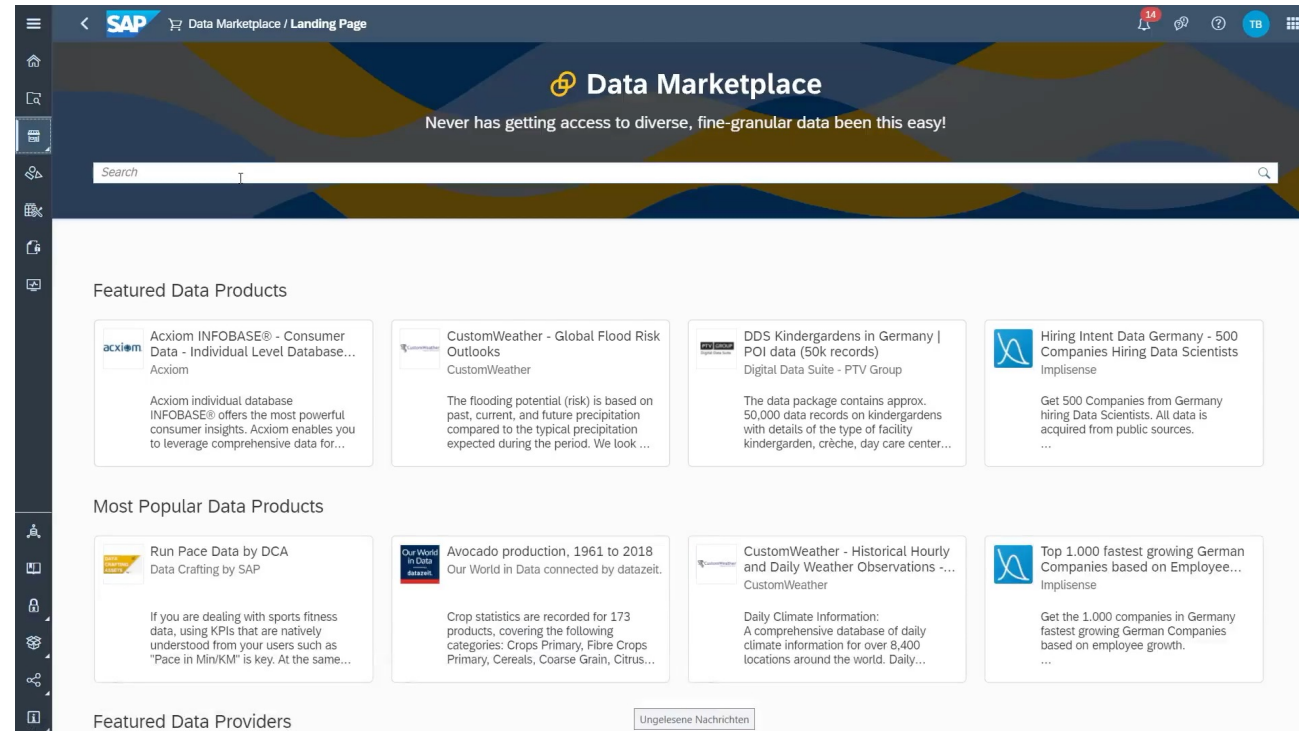 SAP Data Marketplace / Landing Page
14
TB
Data Marketplace
Never has getting access to diverse, fine-granular data been this easy!
Search
Featured Data Products
acxiom
Acxiom INFOBASE® - Consumer
Data - Individual Level Database...
Acxiom
Acxiom individual database
INFOBASE® offers the most powerful
consumer insights. Acxiom enables you
to leverage comprehensive data for...
CustomWeather
CustomWeather - Global Flood Risk
Outlooks
CustomWeather
The flooding potential (risk) is based on
past, current, and future precipitation
compared to the typical precipitation
expected during the period. We look ...
PTV GROUP
DDS Kindergardens in Germany |
POI data (50k records)
Digital Data Suite - PTV Group
The data package contains approx.
50,000 data records on kindergardens
with details of the type of facility
kindergarden, crèche, day care center...
Hiring Intent Data Germany - 500
Companies Hiring Data Scientists
Implisense
Get 500 Companies from Germany
hiring Data Scientists. All data is
acquired from public sources.
...
Most Popular Data Products
Run Pace Data by DCA
Data Crafting by SAP
If you are dealing with sports fitness
data, using KPIs that are natively
understood from your users such as
"Pace in Min/KM" is key. At the same...
Our World
in Data
datazeit.
Avocado production, 1961 to 2018
Our World in Data connected by datazeit.
Crop statistics are recorded for 173
products, covering the following
categories: Crops Primary, Fibre Crops
Primary, Cereals, Coarse Grain, Citrus...
CustomWeather
CustomWeather - Historical Hourly
and Daily Weather Observations -...
CustomWeather
Daily Climate Information:
A comprehensive database of daily
climate information for over 8,400
locations around the world. Daily...
Top 1.000 fastest growing German
Companies based on Employee...
Implisense
Get the 1.000 companies in Germany
fastest growing German Companies
based on employee growth.
...
Featured Data Providers
Ungelesene Nachrichten